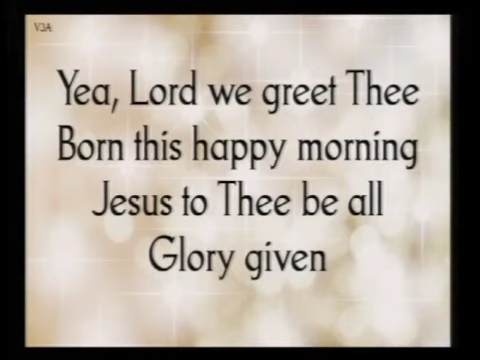 V3A
Yea, Lord we greet Thee
Born this happy morning
Jesus to Thee be all
Glory given